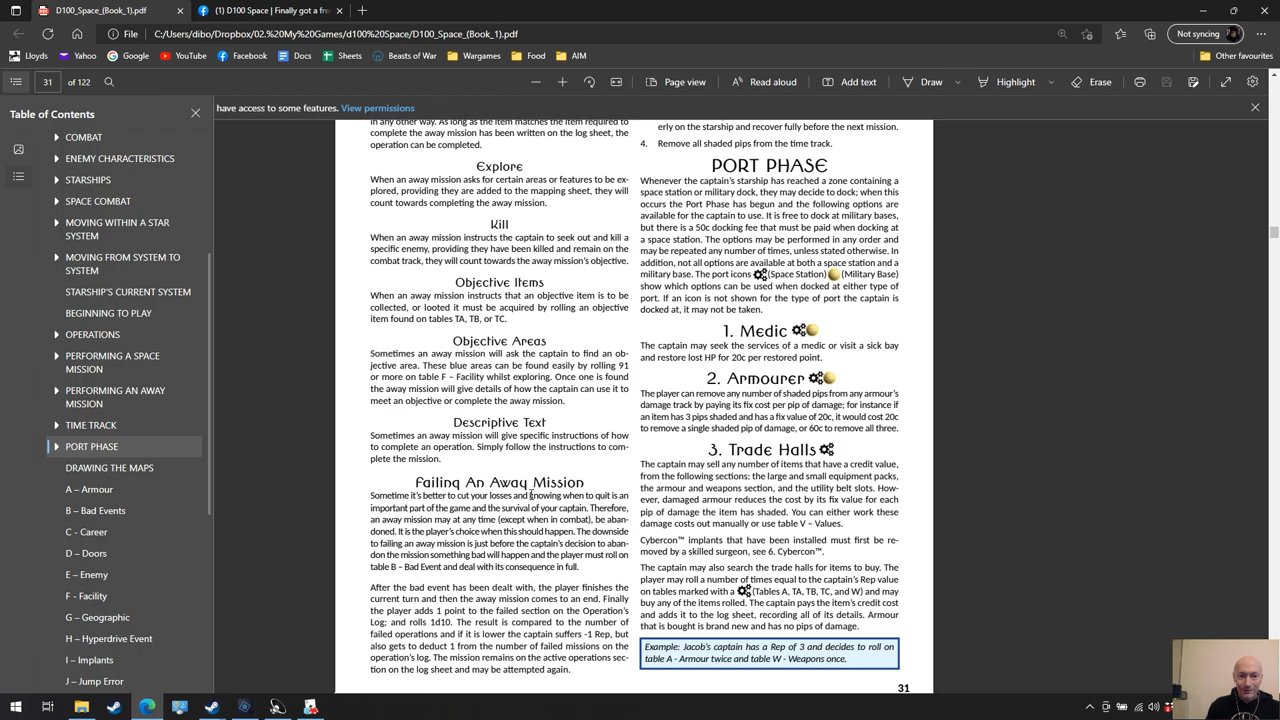 D100_Space_(Book_1).pdf
(1) D100 Space | Finally got a fre
File
C:/Users/dibo/Dropbox/02.%20My%20Games/d100%20Space/D100_Space_(Book_1).pdf
Not syncing
Lloyds
Yahoo
Google
YouTube
Facebook
Docs
Sheets
Beasts of War
Wargames
Food
AIM
Other favourites
31 of 122
Page view
Read aloud
Add text
Draw
Highlight
Erase
have access to some features. View permissions
Table of Contents
COMBAT
ENEMY CHARACTERISTICS
STARSHIPS
SPACE COMBAT
MOVING WITHIN A STAR
SYSTEM
MOVING FROM SYSTEM TO
SYSTEM
STARSHIP'S CURRENT SYSTEM
BEGINNING TO PLAY
OPERATIONS
PERFORMING A SPACE
MISSION
PERFORMING AN AWAY
MISSION
TIME TRACK
PORT PHASE
DRAWING THE MAPS
A – Armour
B – Bad Events
C - Career
D – Doors
E – Enemy
F - Facility
G – Geographic
H – Hyperdrive Event
I – Implants
J – Jump Error
in any other way. As long as the item matches the item required to
complete the away mission has been written on the log sheet, the
operation can be completed.
Explore
When an away mission asks for certain areas or features to be ex-
plored, providing they are added to the mapping sheet, they will
count towards completing the away mission.
Kill
When an away mission instructs the captain to seek out and kill a
specific enemy, providing they have been killed and remain on the
combat track, they will count towards the away mission's objective.
Objective Items
When an away mission instructs that an objective item is to be
collected, or looted it must be acquired by rolling an objective
item found on tables TA, TB, or TC.
Objective Areas
Sometimes an away mission will ask the captain to find an ob-
jective area. These blue areas can be found easily by rolling 91
or more on table F – Facility whilst exploring. Once one is found
the away mission will give details of how the captain can use it to
meet an objective or complete the away mission.
Descriptive Text
Sometimes an away mission will give specific instructions of how
to complete an operation. Simply follow the instructions to com-
plete the mission.
Failing An Away Mission
Sometime it's better to cut your losses and knowing when to quit is an
important part of the game and the survival of your captain. Therefore,
an away mission may at any time (except when in combat), be aban-
doned. It is the player's choice when this should happen. The downside
to failing an away mission is just before the captain's decision to aban-
don the mission something bad will happen and the player must roll on
table B – Bad Event and deal with its consequence in full.
After the bad event has been dealt with, the player finishes the
current turn and then the away mission comes to an end. Finally
the player adds 1 point to the failed section on the Operation's
Log; and rolls 1d10. The result is compared to the number of
failed operations and if it is lower the captain suffers -1 Rep, but
also gets to deduct 1 from the number of failed missions on the
operation's log. The mission remains on the active operations sec-
tion on the log sheet and may be attempted again.
erly on the starship and recover fully before the next mission.
4. Remove all shaded pips from the time track.
PORT PHASE
Whenever the captain's starship has reached a zone containing a
space station or military dock, they may decide to dock; when this
occurs the Port Phase has begun and the following options are
available for the captain to use. It is free to dock at military bases,
but there is a 50c docking fee that must be paid when docking at
a space station. The options may be performed in any order and
may be repeated any number of times, unless stated otherwise. In
addition, not all options are available at both a space station and a
military base. The port icons (Space Station) (Military Base)
show which options can be used when docked at either type of
port. If an icon is not shown for the type of port the captain is
docked at, it may not be taken.
1. Medic
The captain may seek the services of a medic or visit a sick bay
and restore lost HP for 20c per restored point.
2. Armourer
The player can remove any number of shaded pips from any armour's
damage track by paying its fix cost per pip of damage; for instance if
an item has 3 pips shaded and has a fix value of 20c, it would cost 20c
to remove a single shaded pip of damage, or 60c to remove all three.
3. Trade Halls
The captain may sell any number of items that have a credit value,
from the following sections: the large and small equipment packs,
the armour and weapons section, and the utility belt slots. How-
ever, damaged armour reduces the cost by its fix value for each
pip of damage the item has shaded. You can either work these
damage costs out manually or use table V – Values.
Cybercon™ implants that have been installed must first be re-
moved by a skilled surgeon, see 6. Cybercon™.
The captain may also search the trade halls for items to buy. The
player may roll a number of times equal to the captain's Rep value
on tables marked with a (Tables A, TA, TB, TC, and W) and may
buy any of the items rolled. The captain pays the item's credit cost
and adds it to the log sheet, recording all of its details. Armour
that is bought is brand new and has no pips of damage.
Example: Jacob's captain has a Rep of 3 and decides to roll on
table A - Armour twice and table W - Weapons once.
31